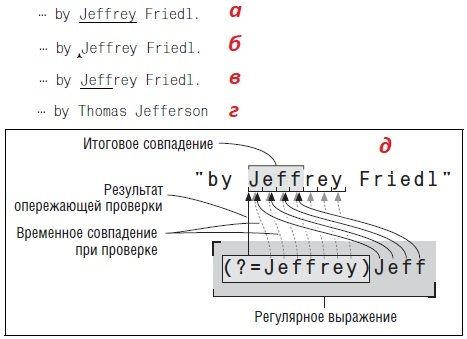 … by Jeffrey Friedl. а
… by Jeffrey Friedl. б
… by Jeffrey Friedl. в
… by Thomas Jefferson г
Итоговое совпадение
д
"by Jeffrey Friedl"
Результат
опережающей проверки
Временное совпадение
при проверке
(?=Jeffrey)Jeff
Регулярное выражение